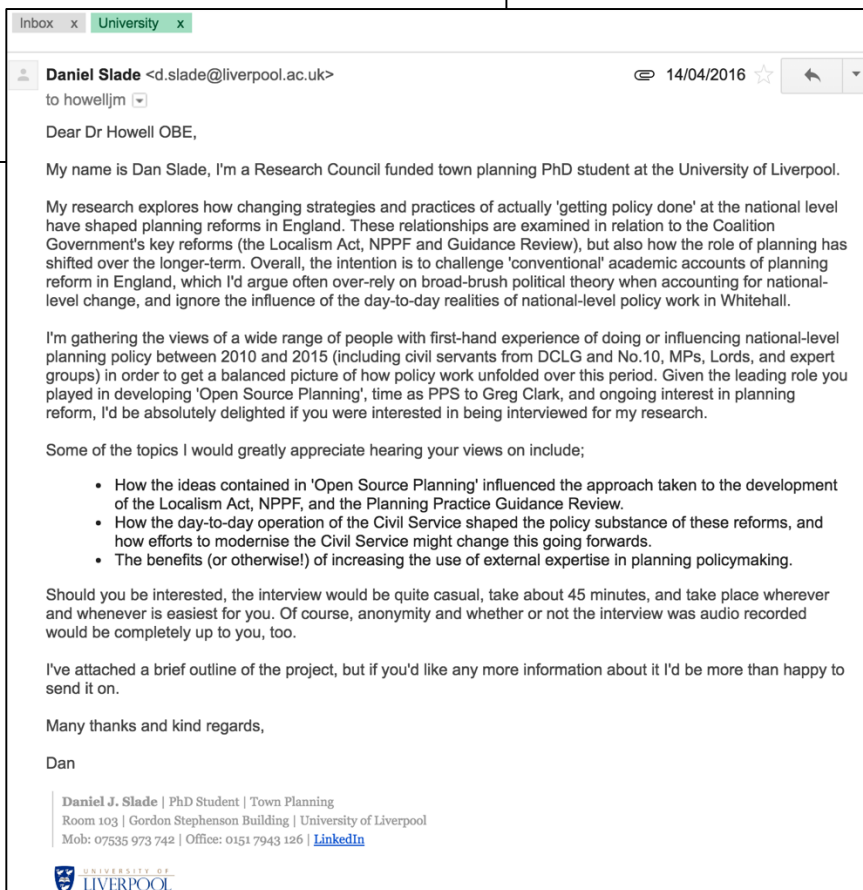 Inbox x University x
Daniel Slade <d.slade@liverpool.ac.uk> 14/04/2016
to howelljm
Dear Dr Howell OBE,
My name is Dan Slade, I'm a Research Council funded town planning PhD student at the University of Liverpool.
My research explores how changing strategies and practices of actually 'getting policy done' at the national level
have shaped planning reforms in England. These relationships are examined in relation to the Coalition
Government's key reforms (the Localism Act, NPPF and Guidance Review), but also how the role of planning has
shifted over the longer-term. Overall, the intention is to challenge 'conventional' academic accounts of planning
reform in England, which I'd argue often over-rely on broad-brush political theory when accounting for national-
level change, and ignore the influence of the day-to-day realities of national-level policy work in Whitehall.
I'm gathering the views of a wide range of people with first-hand experience of doing or influencing national-level
planning policy between 2010 and 2015 (including civil servants from DCLG and No.10, MPs, Lords, and expert
groups) in order to get a balanced picture of how policy work unfolded over this period. Given the leading role you
played in developing 'Open Source Planning', time as PPS to Greg Clark, and ongoing interest in planning
reform, I'd be absolutely delighted if you were interested in being interviewed for my research.
Some of the topics I would greatly appreciate hearing your views on include;
• How the ideas contained in 'Open Source Planning' influenced the approach taken to the development
of the Localism Act, NPPF, and the Planning Practice Guidance Review.
• How the day-to-day operation of the Civil Service shaped the policy substance of these reforms, and
how efforts to modernise the Civil Service might change this going forwards.
• The benefits (or otherwise!) of increasing the use of external expertise in planning policymaking.
Should you be interested, the interview would be quite casual, take about 45 minutes, and take place wherever
and whenever is easiest for you. Of course, anonymity and whether or not the interview was audio recorded
would be completely up to you, too.
I've attached a brief outline of the project, but if you'd like any more information about it I'd be more than happy to
send it on.
Many thanks and kind regards,
Dan
Daniel J. Slade | PhD Student | Town Planning
Room 103 | Gordon Stephenson Building | University of Liverpool
Mob: 07535 973 742 | Office: 0151 7943 126 | LinkedIn
UNIVERSITY OF
LIVERPOOL